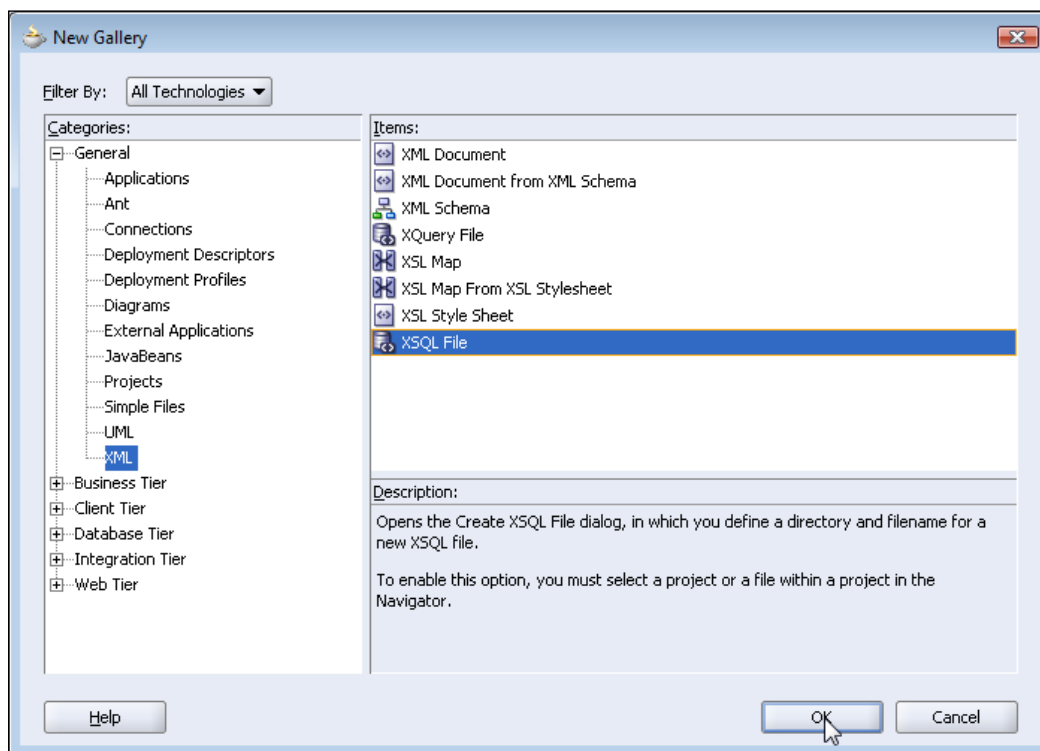 New Gallery
Filter By: All Technologies
Categories:
General
Applications
Ant
Connections
Deployment Descriptors
Deployment Profiles
Diagrams
External Applications
JavaBeans
Projects
Simple Files
UML
XML
Business Tier
Client Tier
Database Tier
Integration Tier
Web Tier
Items:
XML Document
XML Document from XML Schema
XML Schema
XQuery File
XSL Map
XSL Map From XSL Stylesheet
XSL Style Sheet
XSQL File
Description:
Opens the Create XSQL File dialog, in which you define a directory and filename for a
new XSQL file.
To enable this option, you must select a project or a file within a project in the
Navigator.
Help
OK
Cancel